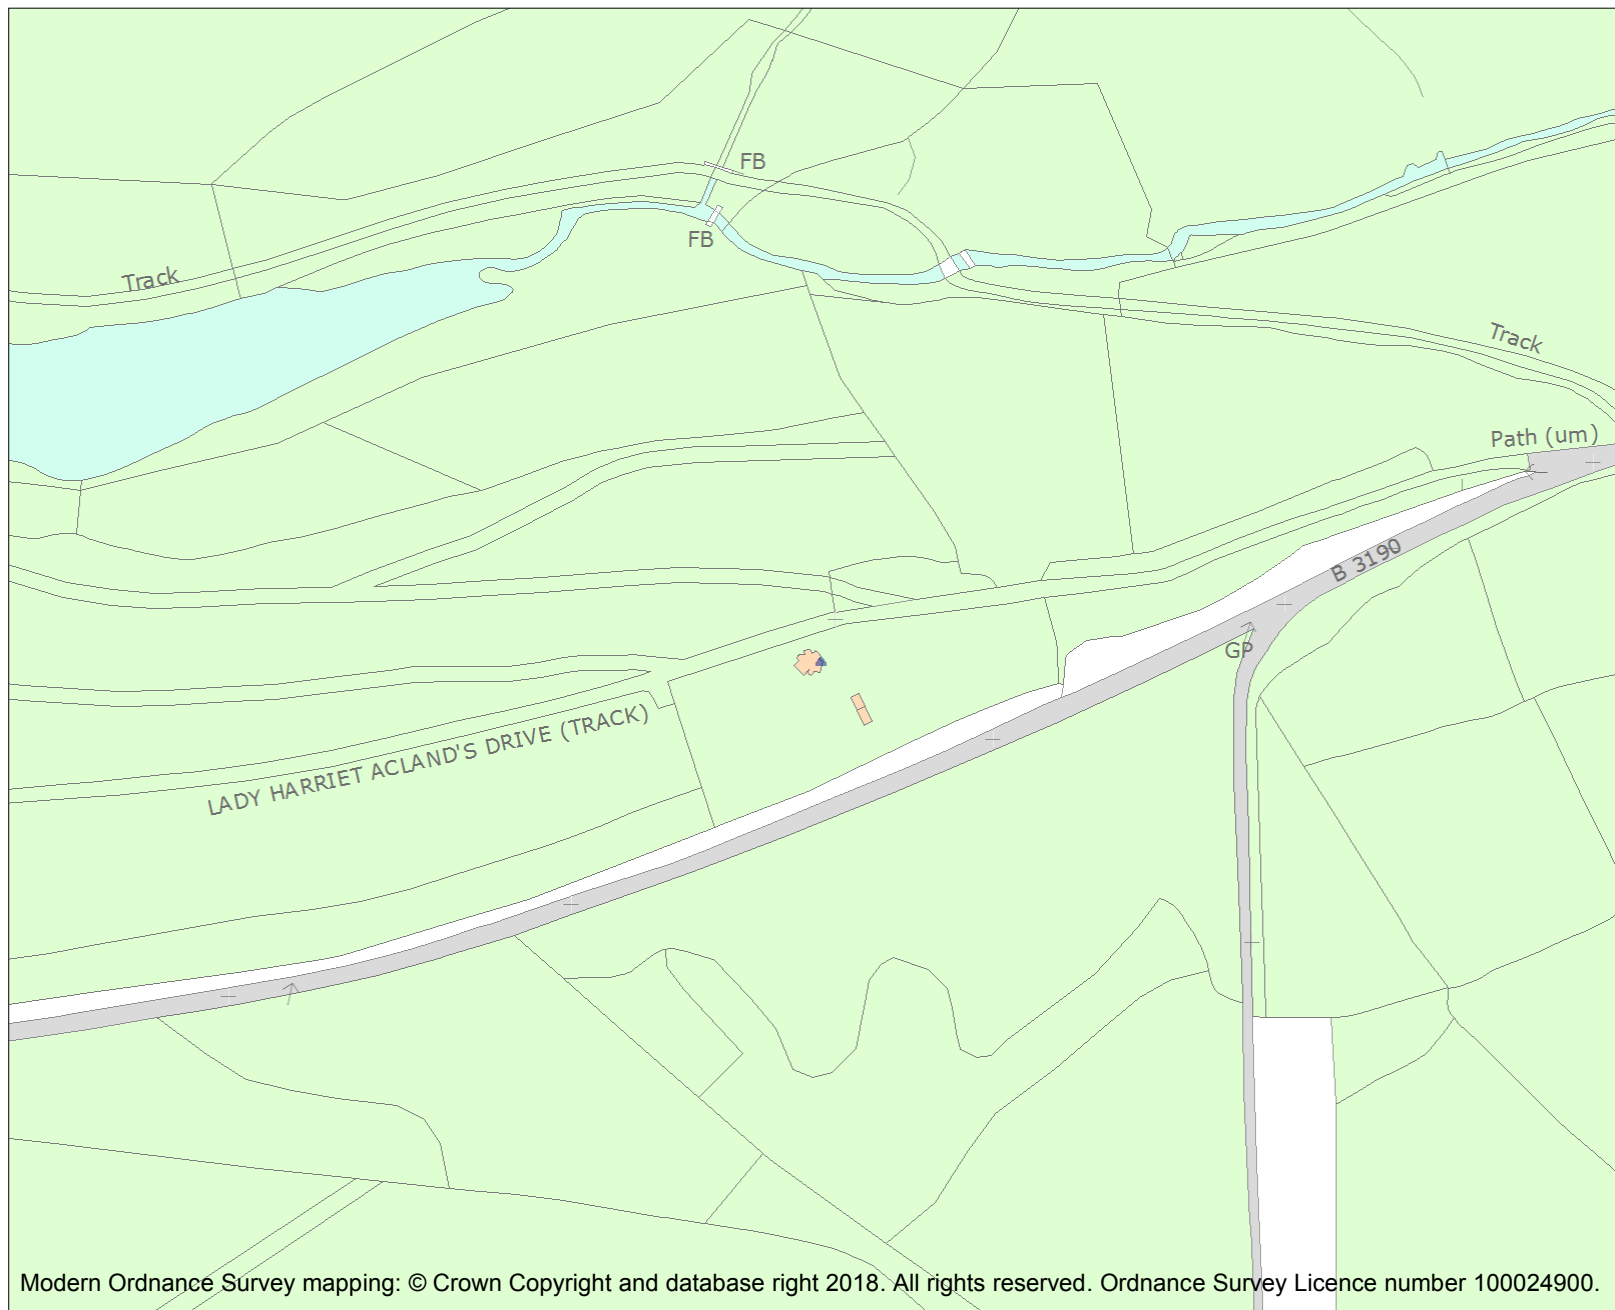 FB
FB
Track
Track
Path (um)
B 3190
GP
LADY HARRIET ACLAND'S DRIVE (TRACK)
Modern Ordnance Survey mapping: © Crown Copyright and database right 2018. All rights reserved. Ordnance Survey Licence number 100024900.